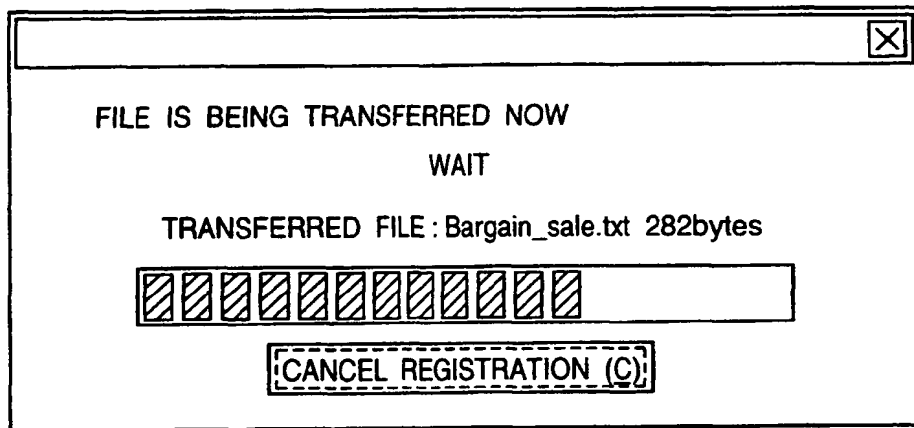 FILE IS BEING TRANSFERRED NOW
WAIT
TRANSFERRED FILE : Bargain_sale.txt 282bytes
CANCEL REGISTRATION (C)